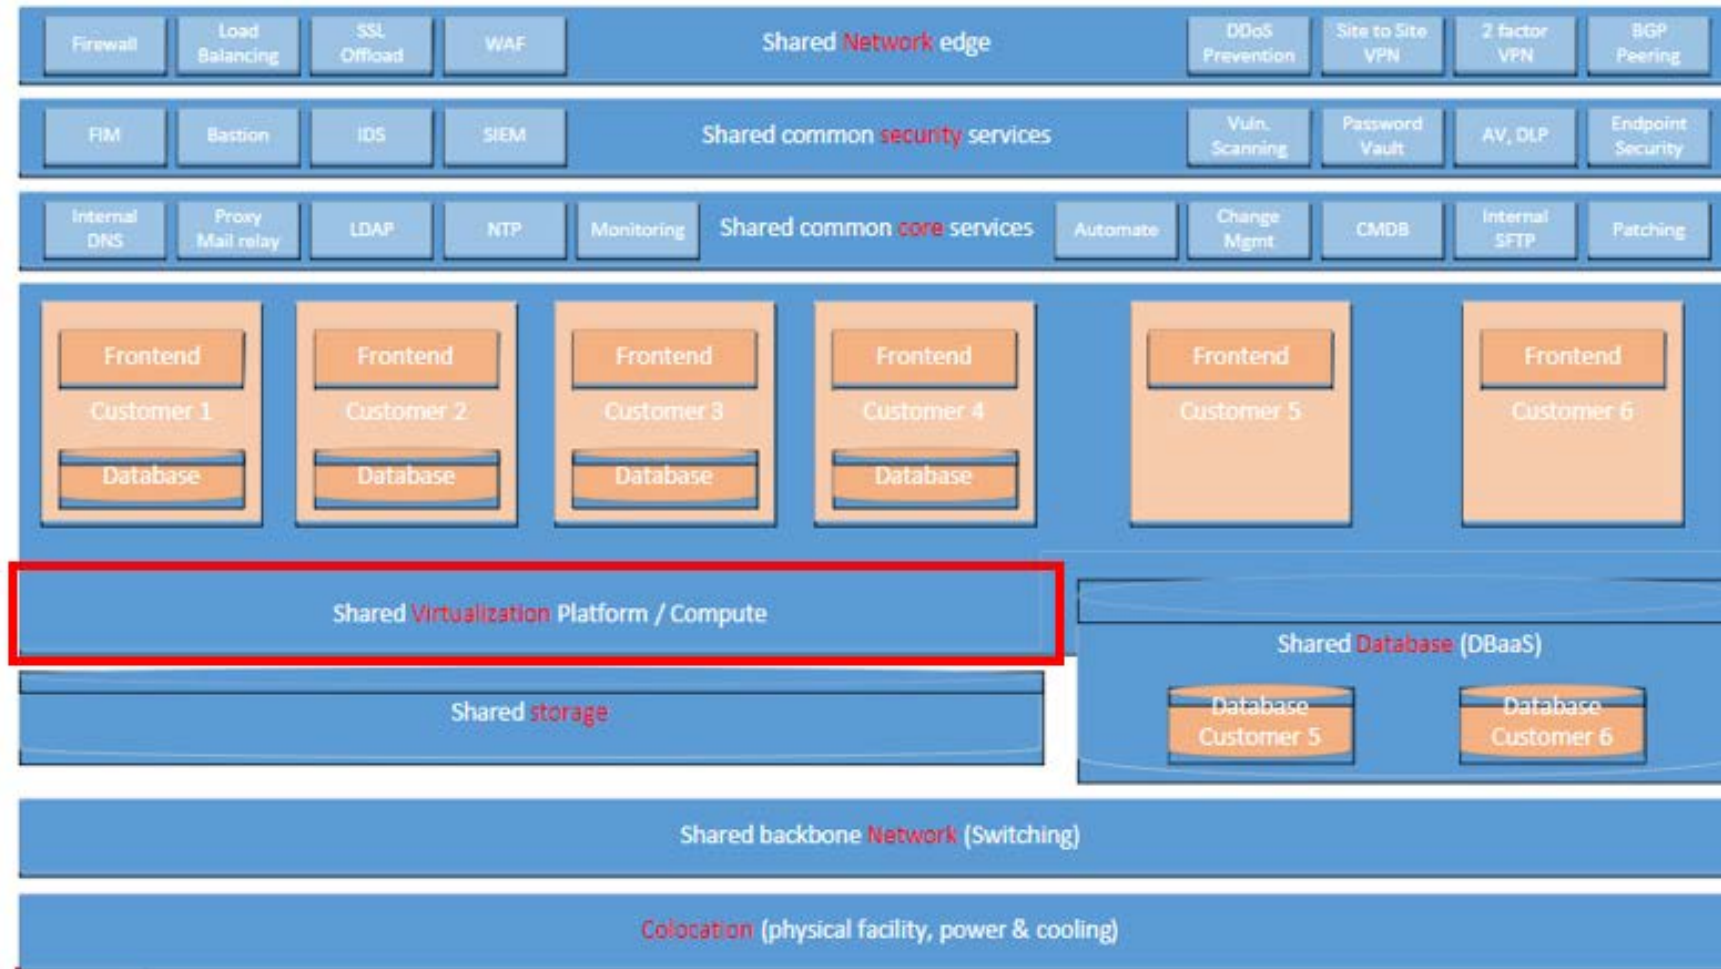 Firewall
Load
Balancing
SSL
Offload
WAF
Shared Network edge
DDoS
Prevention
Site to Site
VPN
2 factor
VPN
BGP
Peering
FIM
Bastion
IDS
SIEM
Shared common security services
Vuln.
Scanning
Password
Vault
AV, DLP
Endpoint
Security
Internal
DNS
Proxy
Mail relay
LDAP
NTP
Monitoring
Shared common core services
Automate
Change
Mgmt
CMDB
Internal
SFTP
Patching
Frontend
Customer 1
Database
Frontend
Customer 2
Database
Frontend
Customer 3
Database
Frontend
Customer 4
Database
Frontend
Customer 5
Frontend
Customer 6
Shared Virtualization Platform / Compute
Shared Database (DBaaS)
Database
Customer 5
Database
Customer 6
Shared storage
Shared backbone Network (Switching)
Colocation (physical facility, power & cooling)